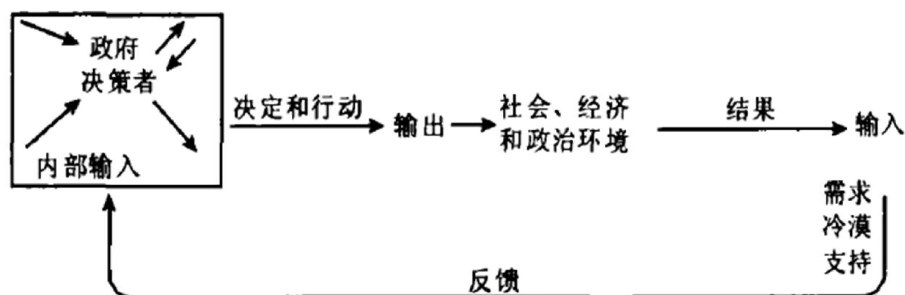 政府
决策者
内部输入
决定和行动
输出
社会、经济
和政治环境
结果
输入
需求
冷漠
支持
反馈